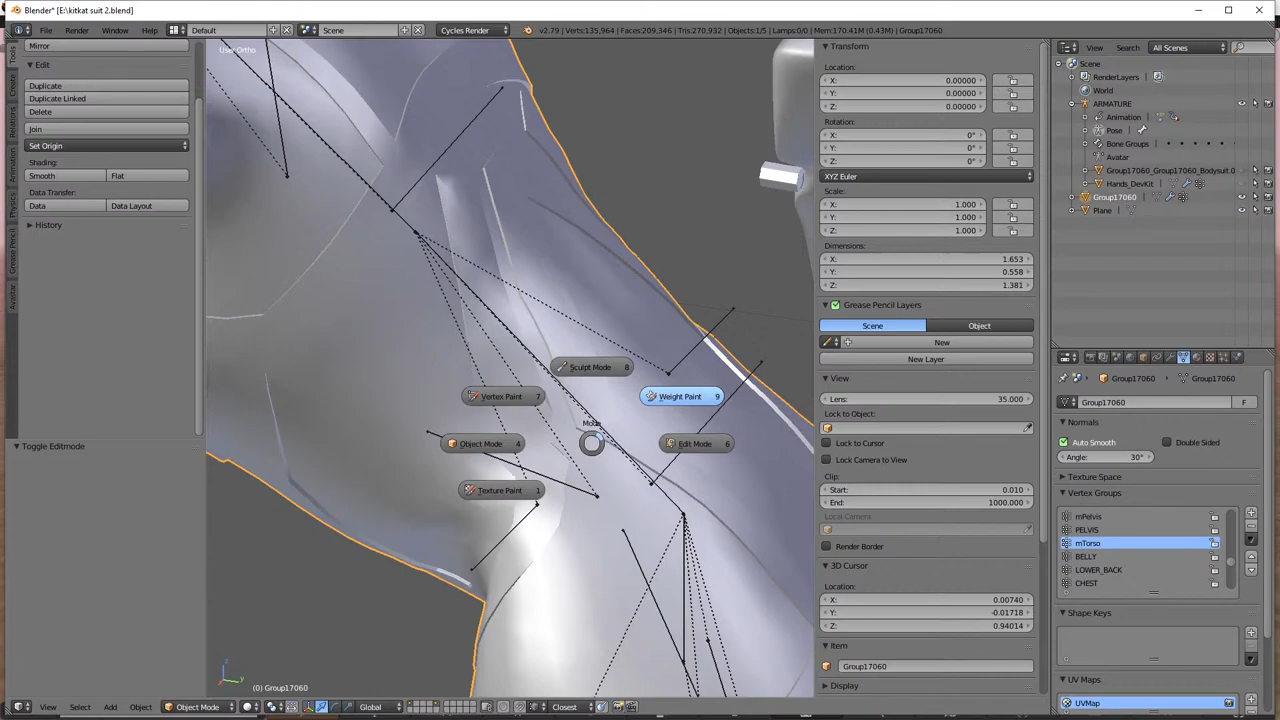 Blender* [E:\kitkat suit 2.blend]
File Render Window Help Default Scene Cycles Render v2.79 | Verts:135,964 | Faces:209,346 | Tris:270,932 | Objects:1/5 | Lamps:0/0 | Mem:170.41M (0.43M) | Group17060
Mirror
Edit
Duplicate
Duplicate Linked
Delete
Join
Set Origin
Shading:
Smooth Flat
Data Transfer:
Data Data Layout
History
Toggle Editmode
Tools
Create
Relations
Animation
Physics
Grease Pencil
Avastar
User Ortho
Sculpt Mode 8
Vertex Paint 7
Weight Paint 9
Mode
Object Mode 4
Edit Mode 6
Texture Paint 1
(0) Group17060
View Select Add Object Object Mode Global Closest
Transform
Location:
X: 0.00000
Y: 0.00000
Z: 0.00000
Rotation:
X: 0°
Y: 0°
Z: 0°
XYZ Euler
Scale:
X: 1.000
Y: 1.000
Z: 1.000
Dimensions:
X: 1.653
Y: 0.558
Z: 1.381
Grease Pencil Layers
Scene Object
New
New Layer
View
Lens: 35.000
Lock to Object:
Lock to Cursor
Lock Camera to View
Clip:
Start: 0.010
End: 1000.000
Local Camera:
Render Border
3D Cursor
Location:
X: 0.00740
Y: -0.01718
Z: 0.94014
Item
Group17060
Display
View Search All Scenes
Scene
RenderLayers
World
ARMATURE
Animation
Pose
Bone Groups
Avatar
Group17060_Group17060_Bodysuit.0
Hands_DevKit
Group17060
Plane
Group17060 Group17060
Group17060 F
Normals
Auto Smooth Double Sided
Angle: 30°
Texture Space
Vertex Groups
mPelvis
PELVIS
mTorso
BELLY
LOWER_BACK
CHEST
Shape Keys
UV Maps
UVMap